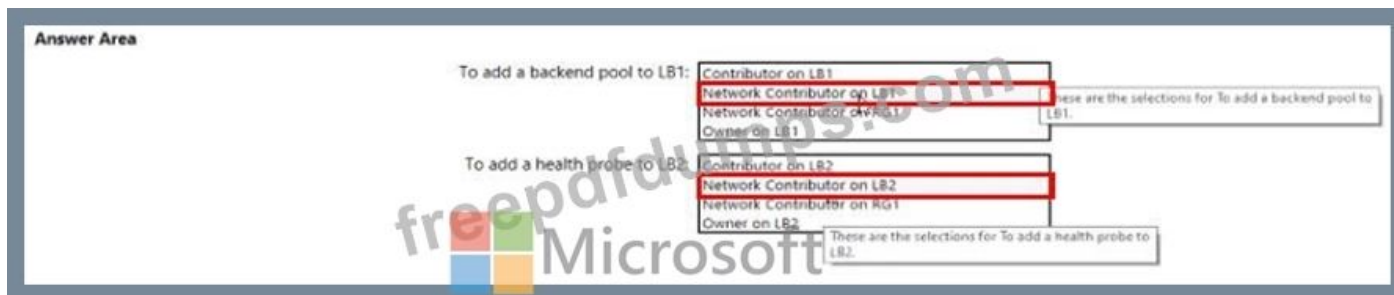 Answer Area
To add a backend pool to LB1:
Contributor on LB1
Network Contributor on LB1
Network Contributor on RG1
Owner on LB1
These are the selections for To add a backend pool to
LB1.
To add a health probe to LB2:
Contributor on LB2
Network Contributor on LB2
Network Contributor on RG1
Owner on LB2
These are the selections for To add a health probe to
LB2.
freepdfdumps.com
Microsoft